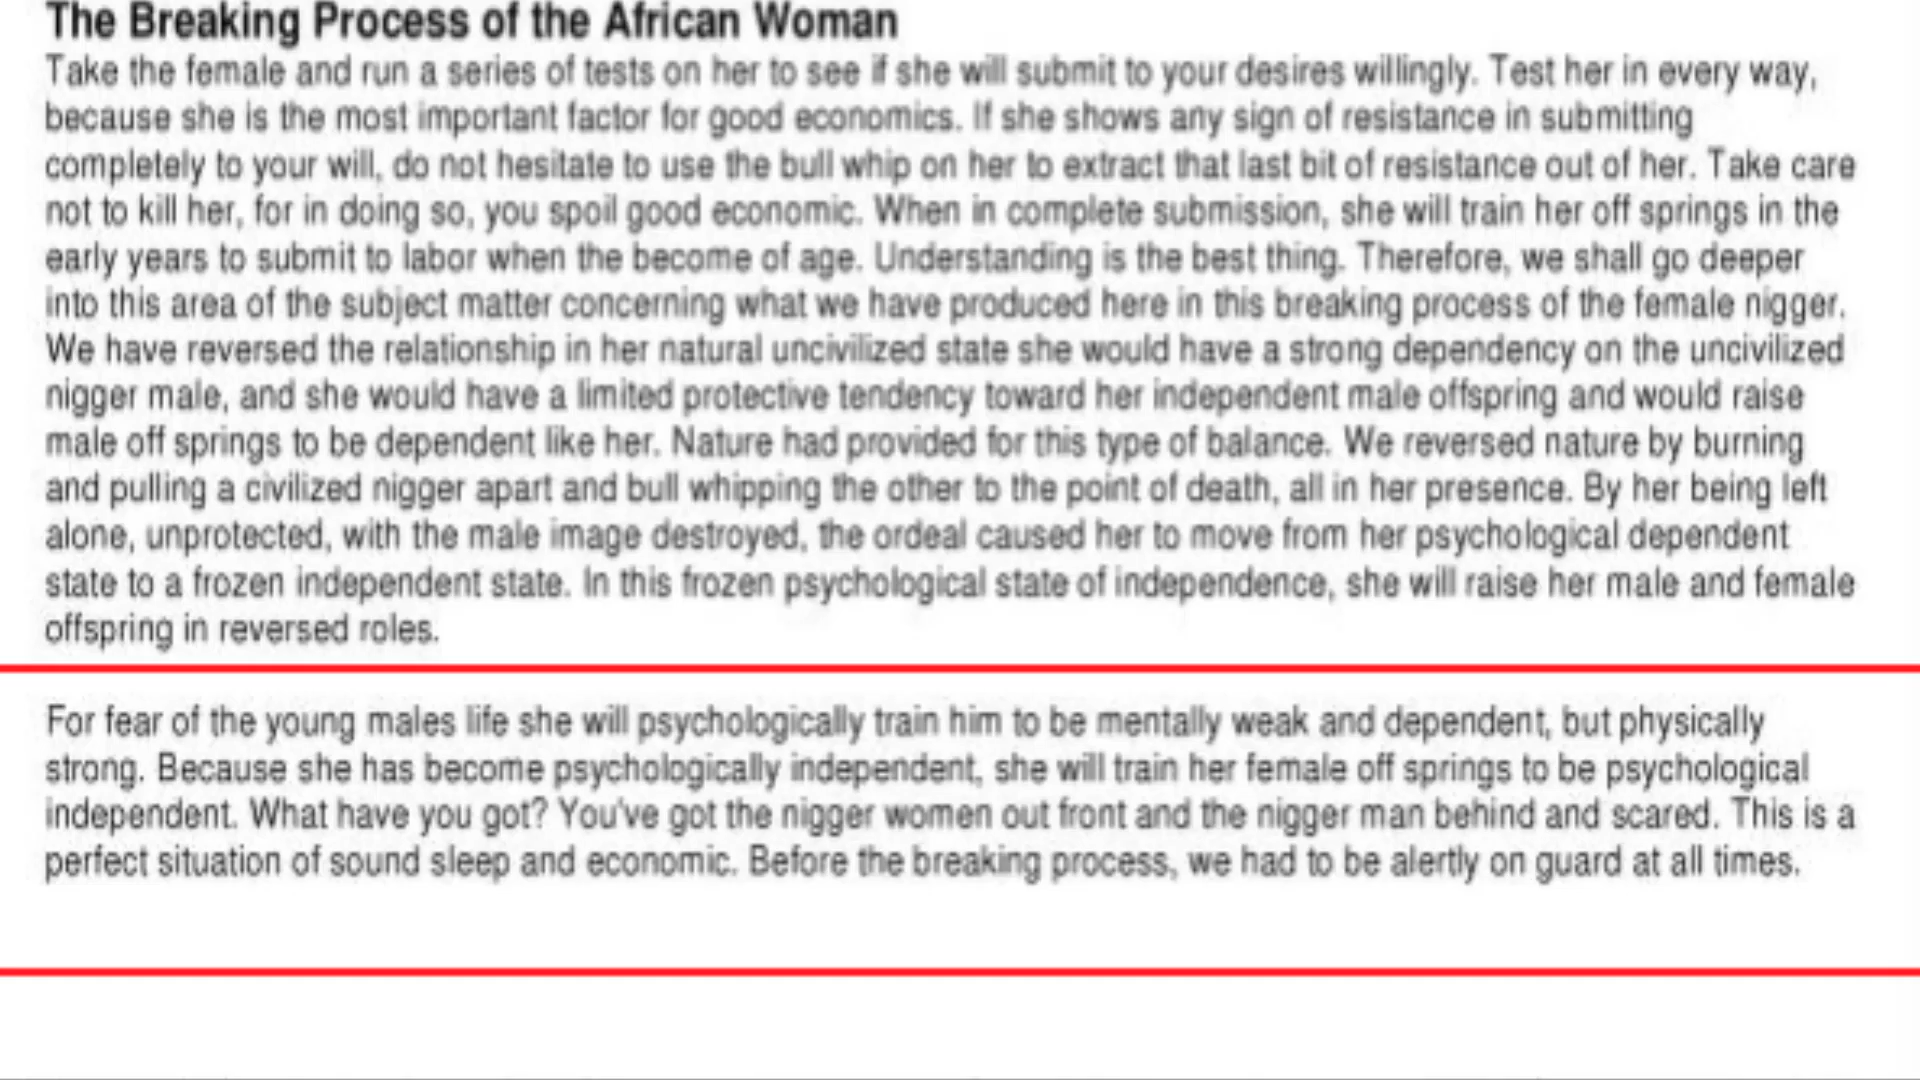 The Breaking Process of the African Woman
Take the female and run a series of tests on her to see if she will submit to your desires willingly. Test her in every way,
because she is the most important factor for good economics. If she shows any sign of resistance in submitting
completely to your will, do not hesitate to use the bull whip on her to extract that last bit of resistance out of her. Take care
not to kill her, for in doing so, you spoil good economic. When in complete submission, she will train her off springs in the
early years to submit to labor when the become of age. Understanding is the best thing. Therefore, we shall go deeper
into this area of the subject matter concerning what we have produced here in this breaking process of the female nigger.
We have reversed the relationship in her natural uncivilized state she would have a strong dependency on the uncivilized
nigger male, and she would have a limited protective tendency toward her independent male offspring and would raise
male off springs to be dependent like her. Nature had provided for this type of balance. We reversed nature by burning
and pulling a civilized nigger apart and bull whipping the other to the point of death, all in her presence. By her being left
alone, unprotected, with the male image destroyed, the ordeal caused her to move from her psychological dependent
state to a frozen independent state. In this frozen psychological state of independence, she will raise her male and female
offspring in reversed roles.
For fear of the young males life she will psychologically train him to be mentally weak and dependent, but physically
strong. Because she has become psychologically independent, she will train her female off springs to be psychological
independent. What have you got? You've got the nigger women out front and the nigger man behind and scared. This is a
perfect situation of sound sleep and economic. Before the breaking process, we had to be alertly on guard at all times.